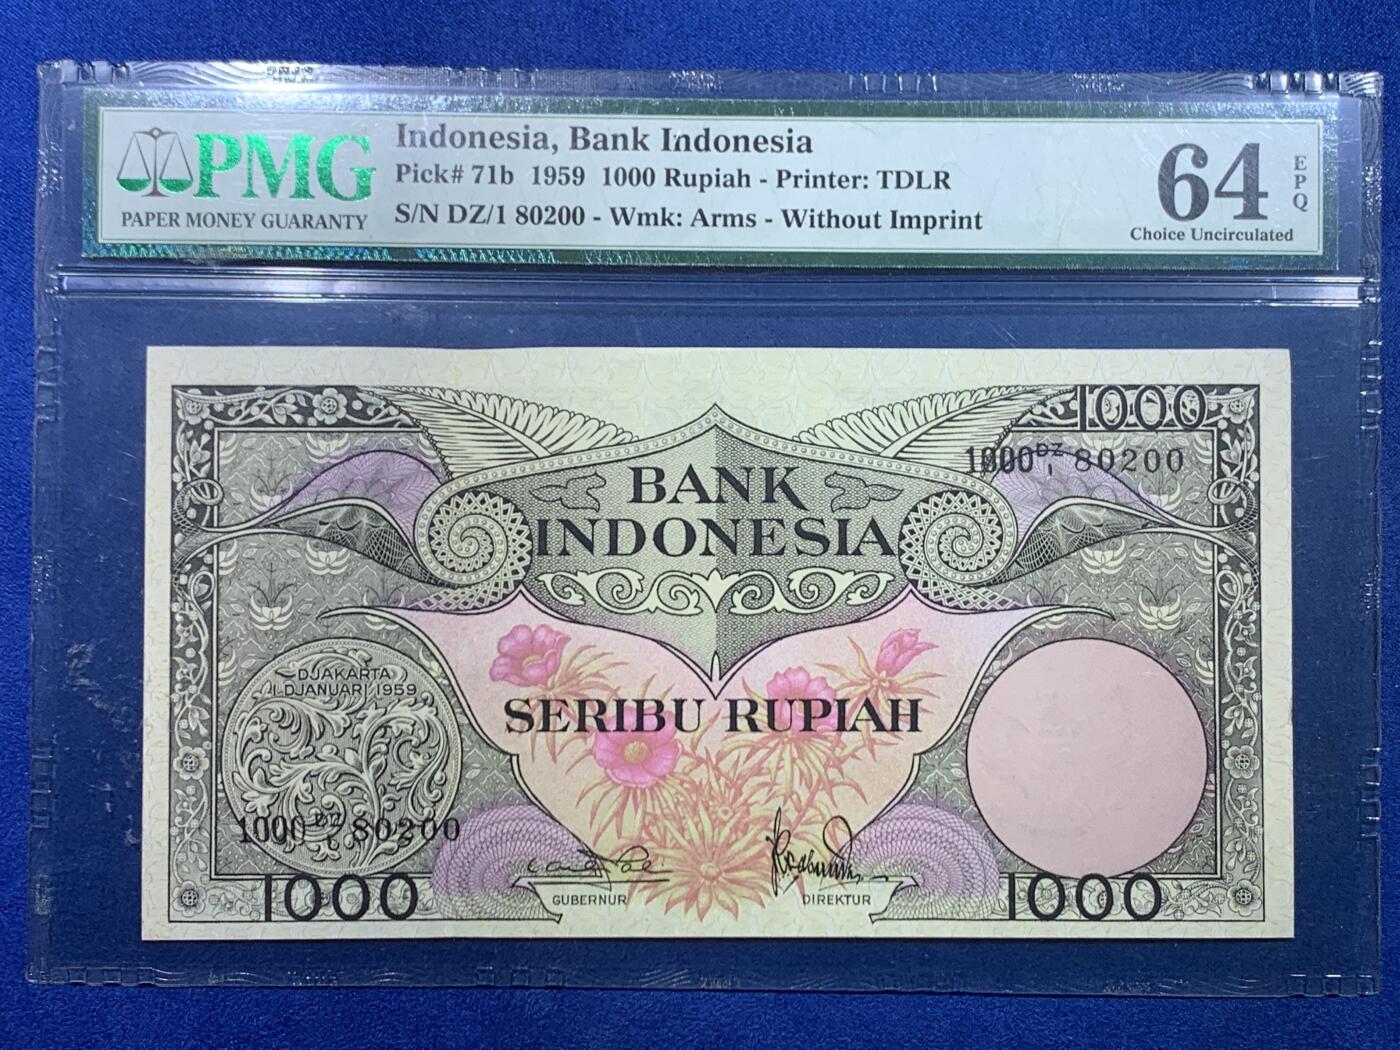 PMG
PAPER MONEY GUARANTY
Indonesia, Bank Indonesia
Pick# 71b 1959 1000 Rupiah - Printer: TDLR
S/N DZ/1 80200 - Wmk: Arms - Without Imprint
64 EPQ
Choice Uncirculated
1000
1000 DZ/1 80200
BANK
INDONESIA
DJAKARTA
1 DJANUARI 1959
SERIBU RUPIAH
1000 DZ/1 80200
GUBERNUR
DIREKTUR
1000
1000